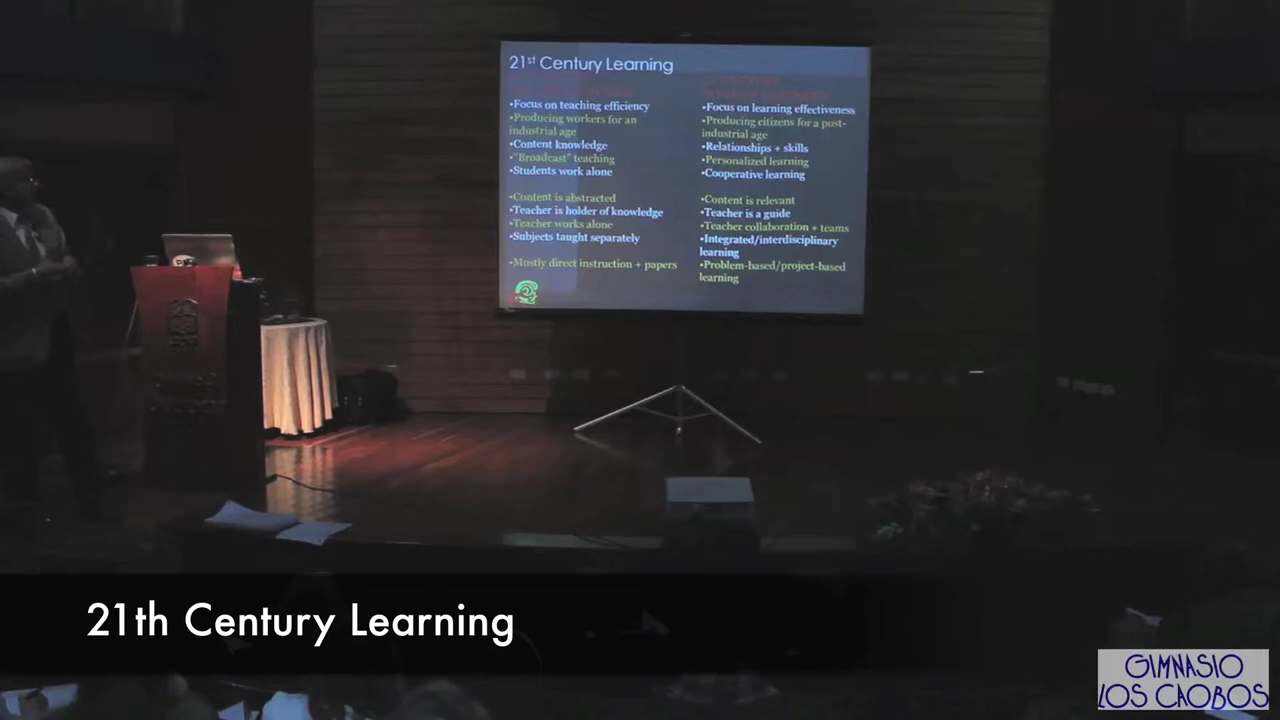 21st Century Learning
•Focus on teaching efficiency
•Producing workers for an
industrial age
•Content knowledge
•"Broadcast" teaching
•Students work alone
•Content is abstracted
•Teacher is holder of knowledge
•Teacher works alone
•Subjects taught separately
•Mostly direct instruction + papers
•Focus on learning effectiveness
•Producing citizens for a post-
industrial age
•Relationships + skills
•Personalized learning
•Cooperative learning
•Content is relevant
•Teacher is a guide
•Teacher collaboration + teams
•Integrated/interdisciplinary
learning
•Problem-based/project-based
learning
21th Century Learning
GIMNASIO
LOS CAOBOS